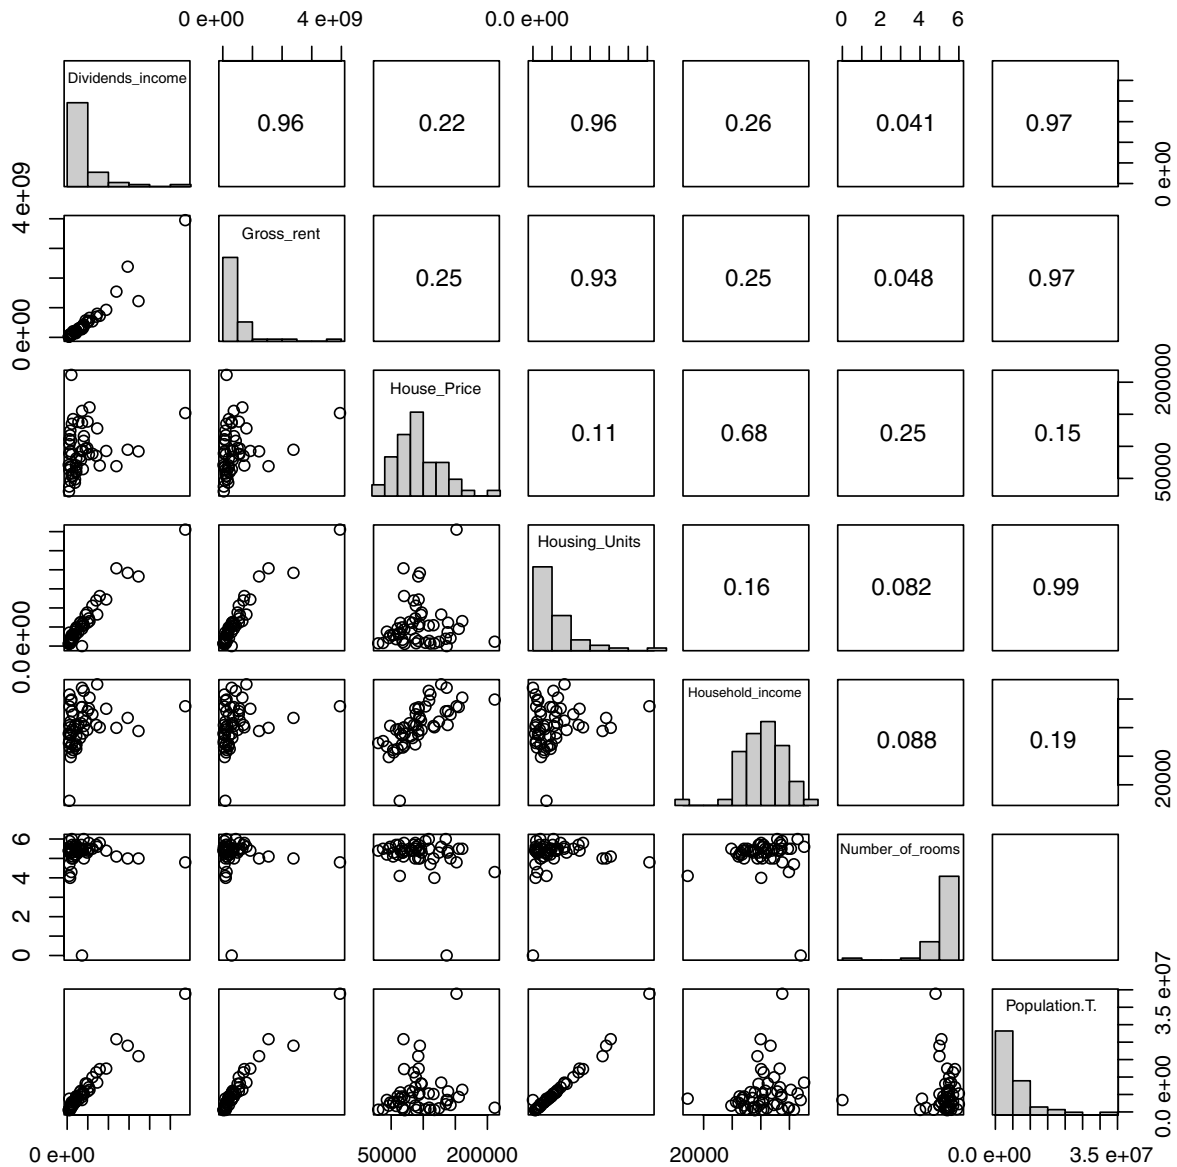 0 e+00 4 e+09 0.0 e+00 0 2 4 6
Dividends_income 0.96 0.22 0.96 0.26 0.041 0.97 0 e+00
0 e+00 4 e+09 Gross_rent 0.25 0.93 0.25 0.048 0.97
House_Price 0.11 0.68 0.25 0.15 50000 200000
0.0 e+00 Housing_Units 0.16 0.082 0.99
Household_income 0.088 0.19 20000
0 2 4 6 Number_of_rooms
Population.T. 0.0 e+00 3.5 e+07
0 e+00 50000 200000 20000 0.0 e+00 3.5 e+07